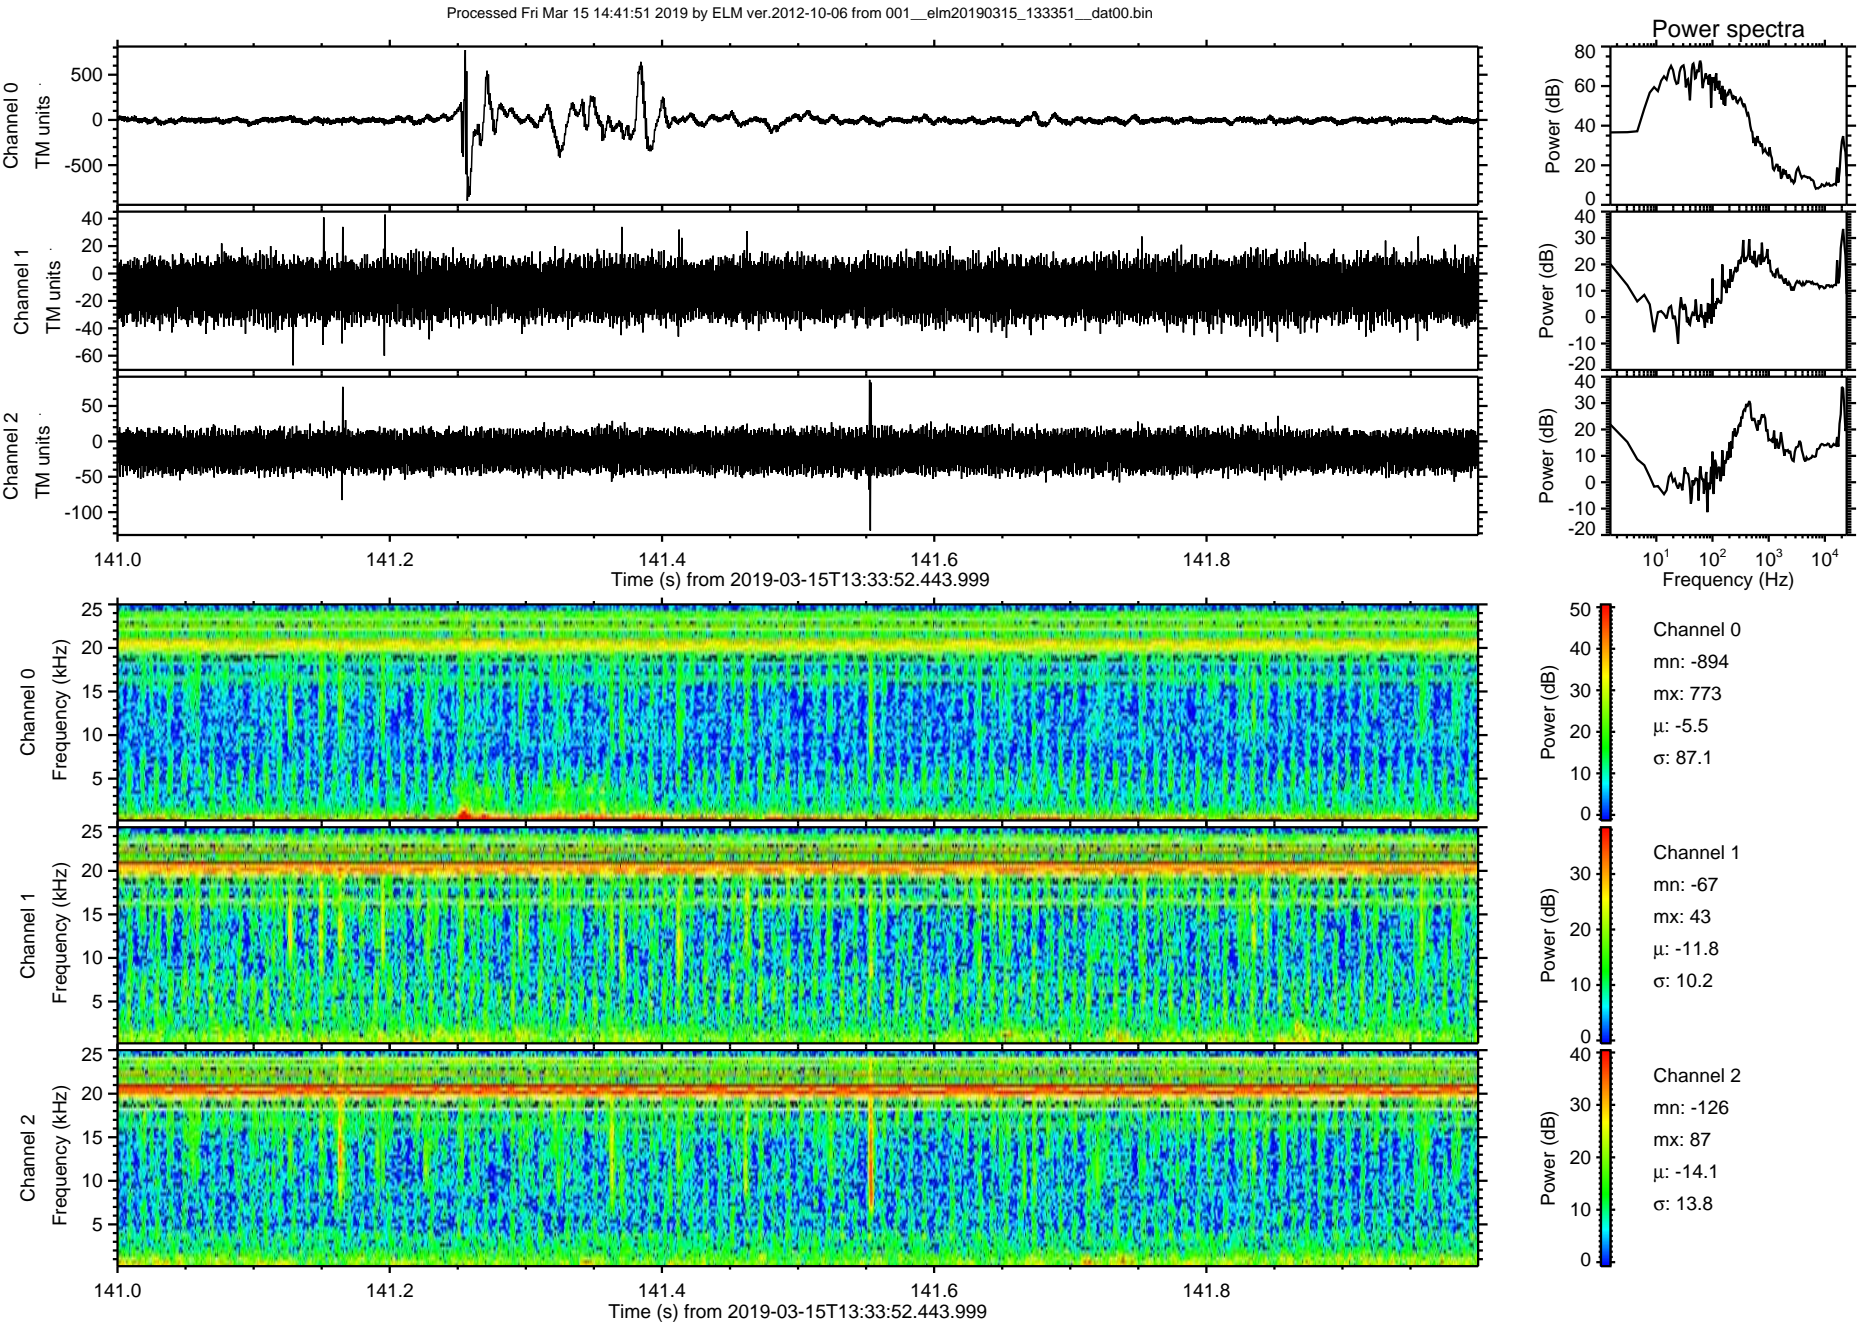 Processed Fri Mar 15 14:41:51 2019 by ELM ver.2012-10-06 from 001__elm20190315_133351__dat00.bin
Power spectra
Channel 0
TM units
500
0
-500
Power (dB)
80
60
40
20
0
Channel 1
TM units
40
20
0
-20
-40
-60
Power (dB)
40
30
20
10
0
-10
-20
Channel 2
TM units
50
0
-50
-100
Power (dB)
40
30
20
10
0
-10
-20
141.0 141.2 141.4 141.6 141.8
Time (s) from 2019-03-15T13:33:52.443.999
10^1 10^2 10^3 10^4
Frequency (Hz)
Channel 0
Frequency (kHz)
25
20
15
10
5
Power (dB)
50
40
30
20
10
0
Channel 0
mn: -894
mx: 773
μ: -5.5
σ: 87.1
Channel 1
Frequency (kHz)
25
20
15
10
5
Power (dB)
30
20
10
0
Channel 1
mn: -67
mx: 43
μ: -11.8
σ: 10.2
Channel 2
Frequency (kHz)
25
20
15
10
5
Power (dB)
40
30
20
10
0
Channel 2
mn: -126
mx: 87
μ: -14.1
σ: 13.8
141.0 141.2 141.4 141.6 141.8
Time (s) from 2019-03-15T13:33:52.443.999